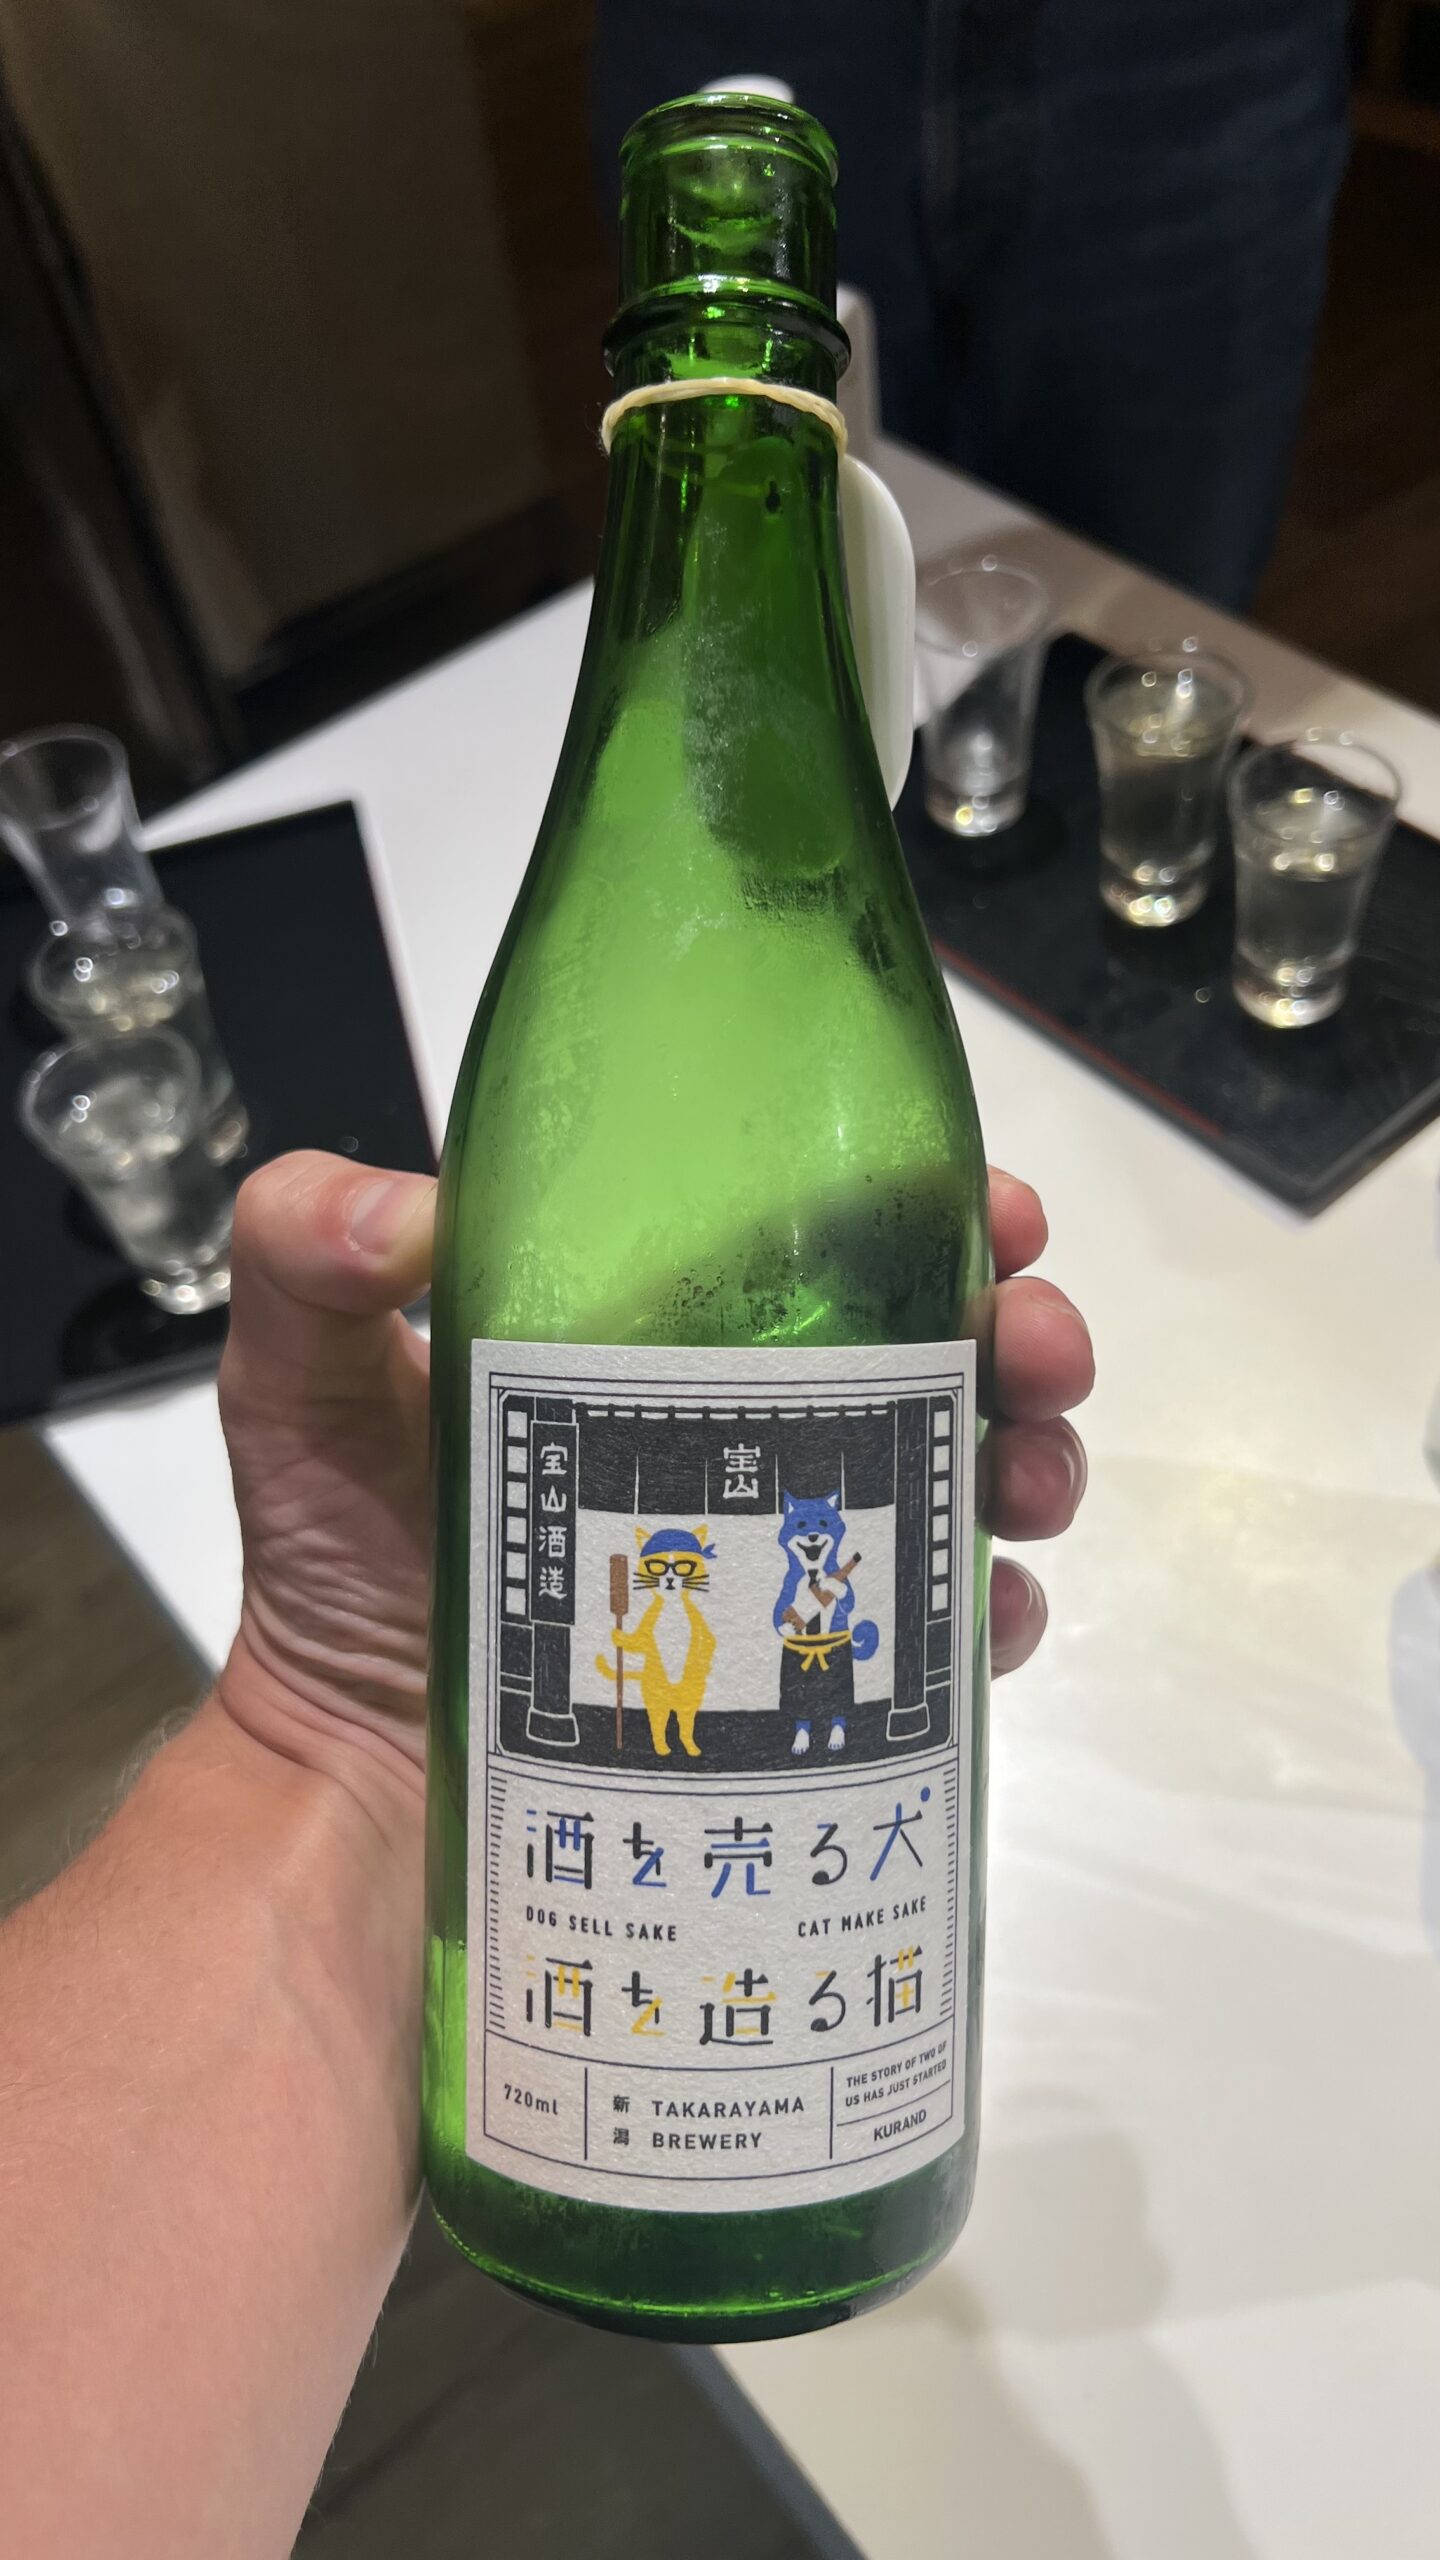 宝山
宝山酒造
酒を売る犬
DOG SELL SAKE
CAT MAKE SAKE
酒を造る猫
720ml
新潟
TAKARAYAMA
BREWERY
THE STORY OF TWO OF
US HAS JUST STARTED
KURAND